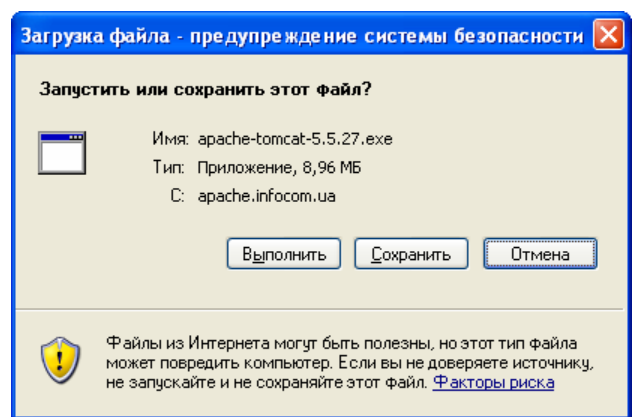 Загрузка файла - предупреждение системы безопасности
Запустить или сохранить этот файл?
Имя: apache-tomcat-5.5.27.exe
Тип: Приложение, 8,96 МБ
С: apache.infocom.ua
Выполнить Сохранить Отмена
Файлы из Интернета могут быть полезны, но этот тип файла
может повредить компьютер. Если вы не доверяете источнику,
не запускайте и не сохраняйте этот файл. Факторы риска